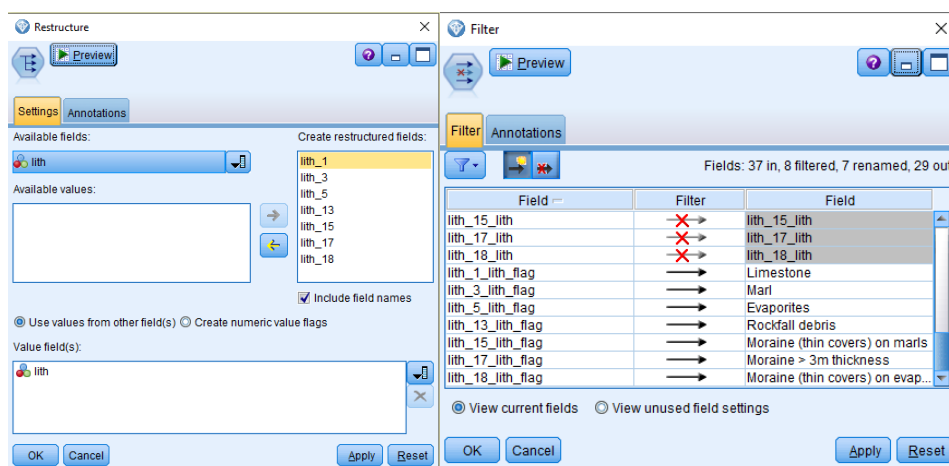 Restructure
Preview
Settings Annotations
Available fields:
lith
Available values:
Create restructured fields:
lith_1
lith_3
lith_5
lith_13
lith_15
lith_17
lith_18
Include field names
Use values from other field(s) Create numeric value flags
Value field(s):
lith
OK Cancel Apply Reset
Filter
Preview
Filter Annotations
Fields: 37 in, 8 filtered, 7 renamed, 29 out
Field Filter Field
lith_15_lith lith_15_lith
lith_17_lith lith_17_lith
lith_18_lith lith_18_lith
lith_1_lith_flag Limestone
lith_3_lith_flag Marl
lith_5_lith_flag Evaporites
lith_13_lith_flag Rockfall debris
lith_15_lith_flag Moraine (thin covers) on marls
lith_17_lith_flag Moraine > 3m thickness
lith_18_lith_flag Moraine (thin covers) on evap...
View current fields View unused field settings
OK Cancel Apply Reset